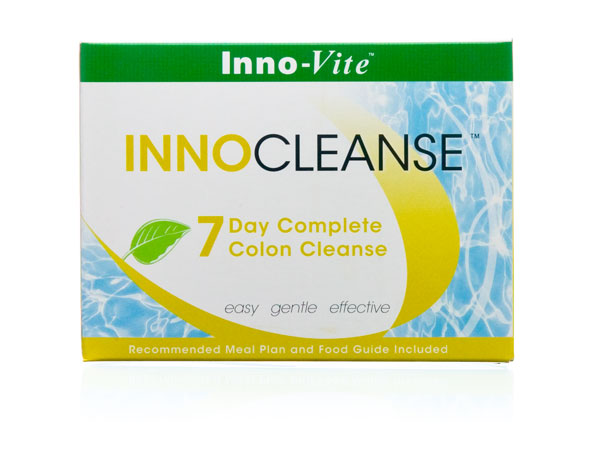 Inno-Vite™
INNOCLEANSE™
7 Day Complete
Colon Cleanse
easy gentle effective
Recommended Meal Plan and Food Guide Included